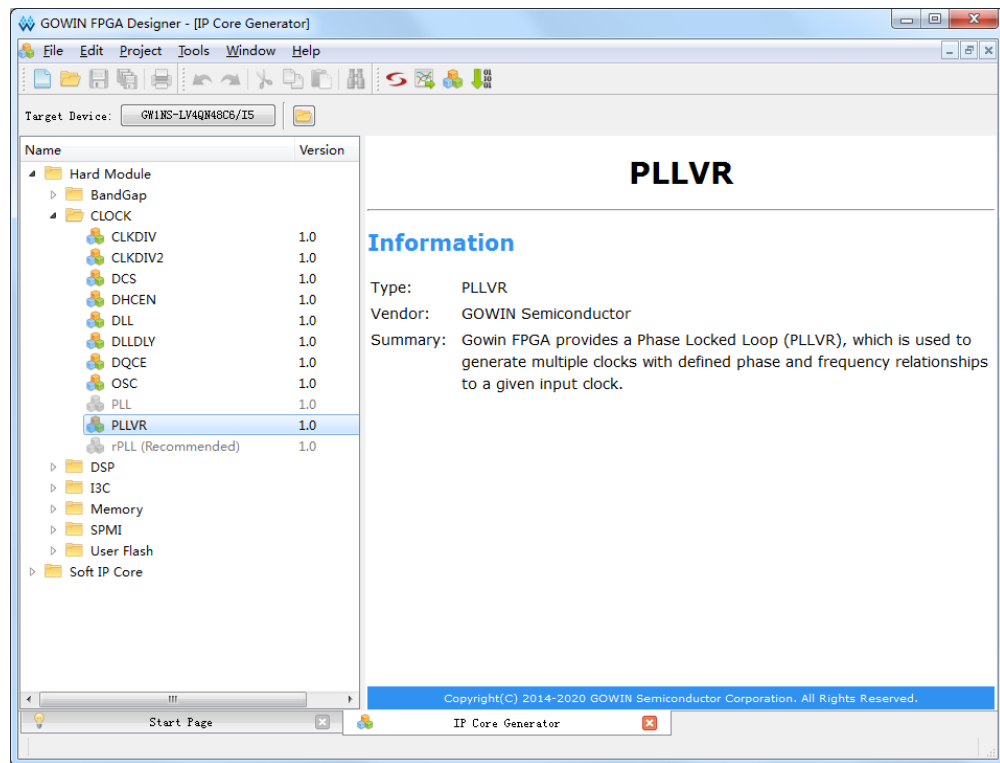 GOWIN FPGA Designer - [IP Core Generator]
File Edit Project Tools Window Help
Target Device: GW1NS-LV4QN48C6/I5
Name Version
Hard Module
BandGap
CLOCK
CLKDIV 1.0
CLKDIV2 1.0
DCS 1.0
DHCEN 1.0
DLL 1.0
DLLDLY 1.0
DQCE 1.0
OSC 1.0
PLL 1.0
PLLVR 1.0
rPLL (Recommended) 1.0
DSP
I3C
Memory
SPMI
User Flash
Soft IP Core
PLLVR
Information
Type: PLLVR
Vendor: GOWIN Semiconductor
Summary: Gowin FPGA provides a Phase Locked Loop (PLLVR), which is used to
generate multiple clocks with defined phase and frequency relationships
to a given input clock.
Copyright(C) 2014-2020 GOWIN Semiconductor Corporation. All Rights Reserved.
Start Page IP Core Generator